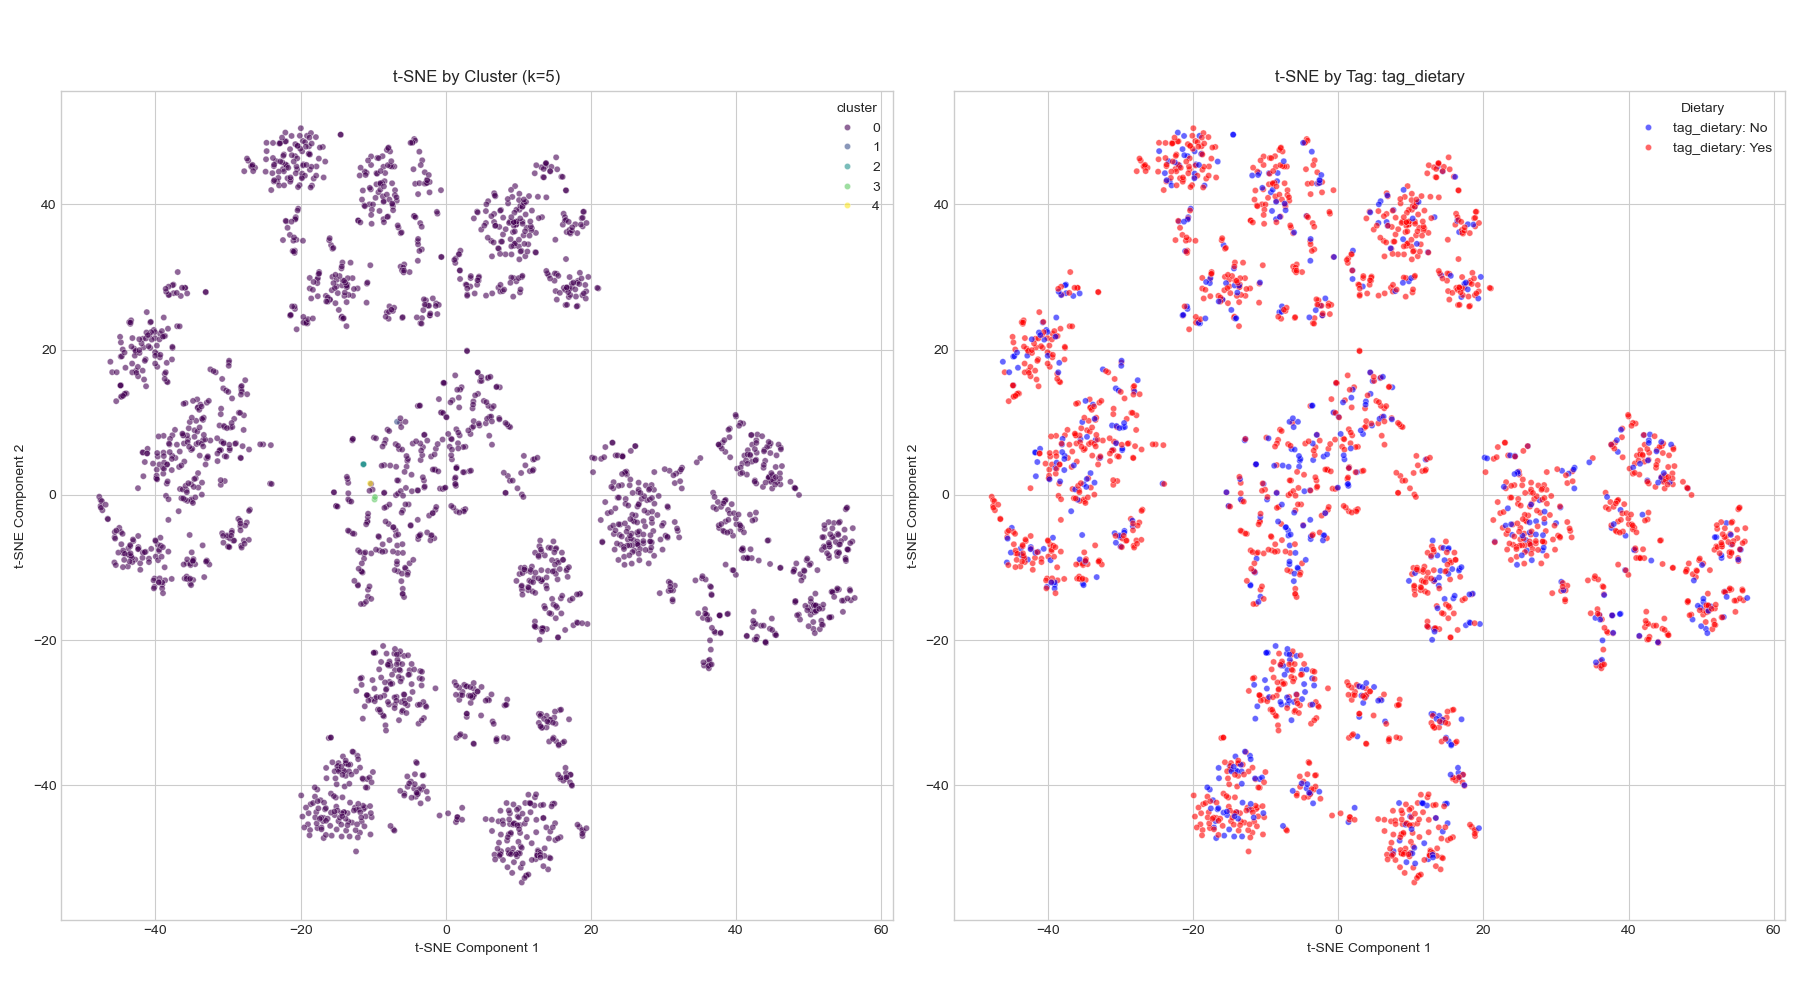 t-SNE by Cluster (k=5)
cluster
0
1
2
3
4
40
20
0
−20
−40
−40
−20
0
20
40
60
t-SNE Component 1
t-SNE Component 2
t-SNE by Tag: tag_dietary
Dietary
tag_dietary: No
tag_dietary: Yes
40
20
0
−20
−40
−40
−20
0
20
40
60
t-SNE Component 1
t-SNE Component 2